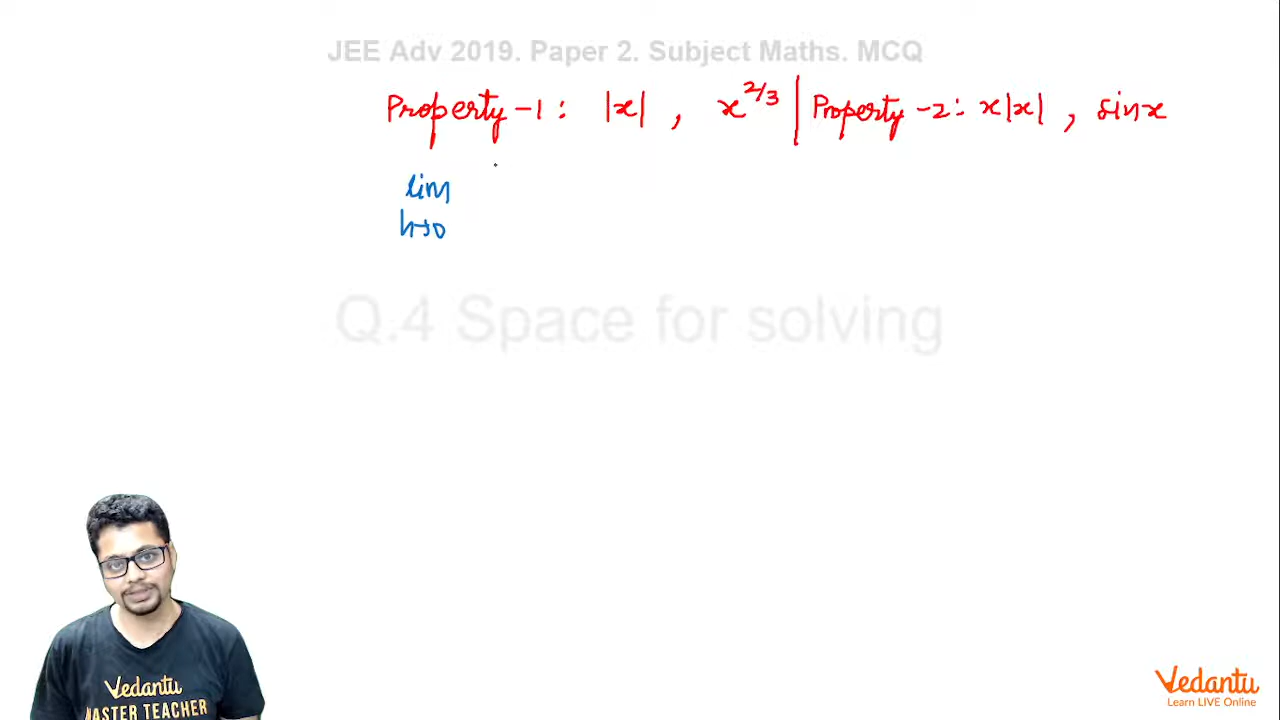 JEE Adv 2019. Paper 2. Subject Maths. MCQ
Property-1: |x| , x^2/3 | Property-2: x|x| , sin x
lim
h→0
Q.4 Space for solving
Vedantu
MASTER TEACHER
Vedantu
Learn LIVE Online